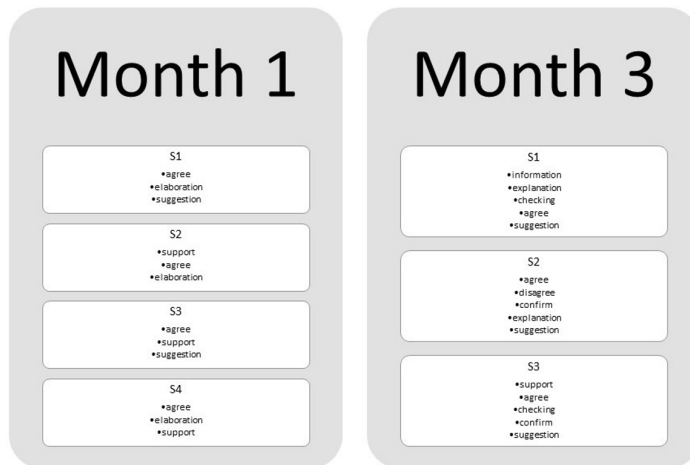 Month 1
S1
•agree
•elaboration
•suggestion
S2
•support
•agree
•elaboration
S3
•agree
•support
•suggestion
S4
•agree
•elaboration
•support
Month 3
S1
•information
•explanation
•checking
•agree
•suggestion
S2
•agree
•disagree
•confirm
•explanation
•suggestion
S3
•support
•agree
•checking
•confirm
•suggestion